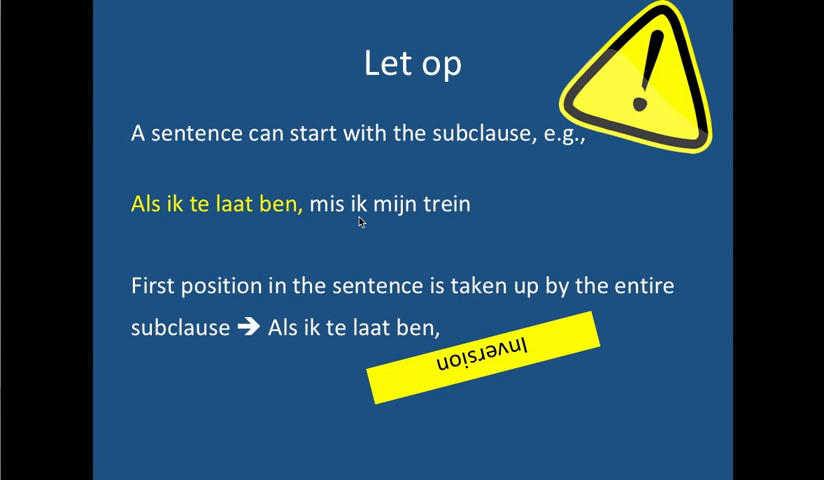 Let op
A sentence can start with the subclause, e.g.,
Als ik te laat ben, mis ik mijn trein
First position in the sentence is taken up by the entire
subclause ➔ Als ik te laat ben,
Inversion